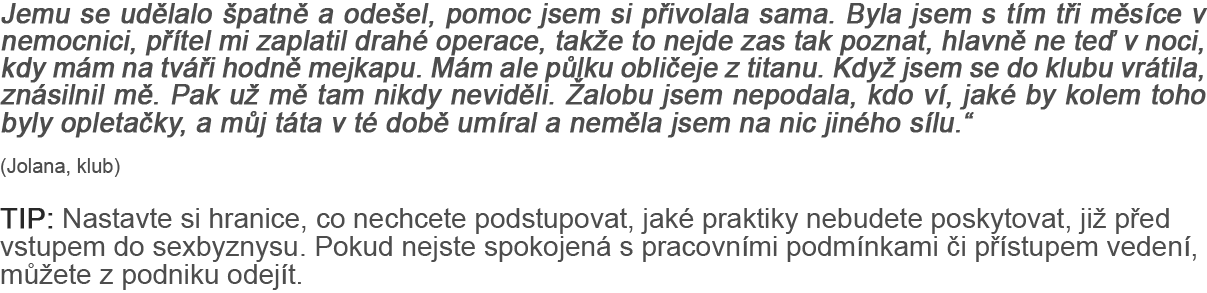 Jemu se udělalo špatně a odešel, pomoc jsem si přivolala sama. Byla jsem s tím tři měsíce v
nemocnici, přítel mi zaplatil drahé operace, takže to nejde zas tak poznat, hlavně ne teď v noci,
kdy mám na tváři hodně mejkapu. Mám ale půlku obličeje z titanu. Když jsem se do klubu vrátila,
znásilnil mě. Pak už mě tam nikdy neviděli. Žalobu jsem nepodala, kdo ví, jaké by kolem toho
byly opletačky, a můj táta v té době umíral a neměla jsem na nic jiného sílu.“
(Jolana, klub)
TIP: Nastavte si hranice, co nechcete podstupovat, jaké praktiky nebudete poskytovat, již před
vstupem do sexbyznysu. Pokud nejste spokojená s pracovními podmínkami či přístupem vedení,
můžete z podniku odejít.